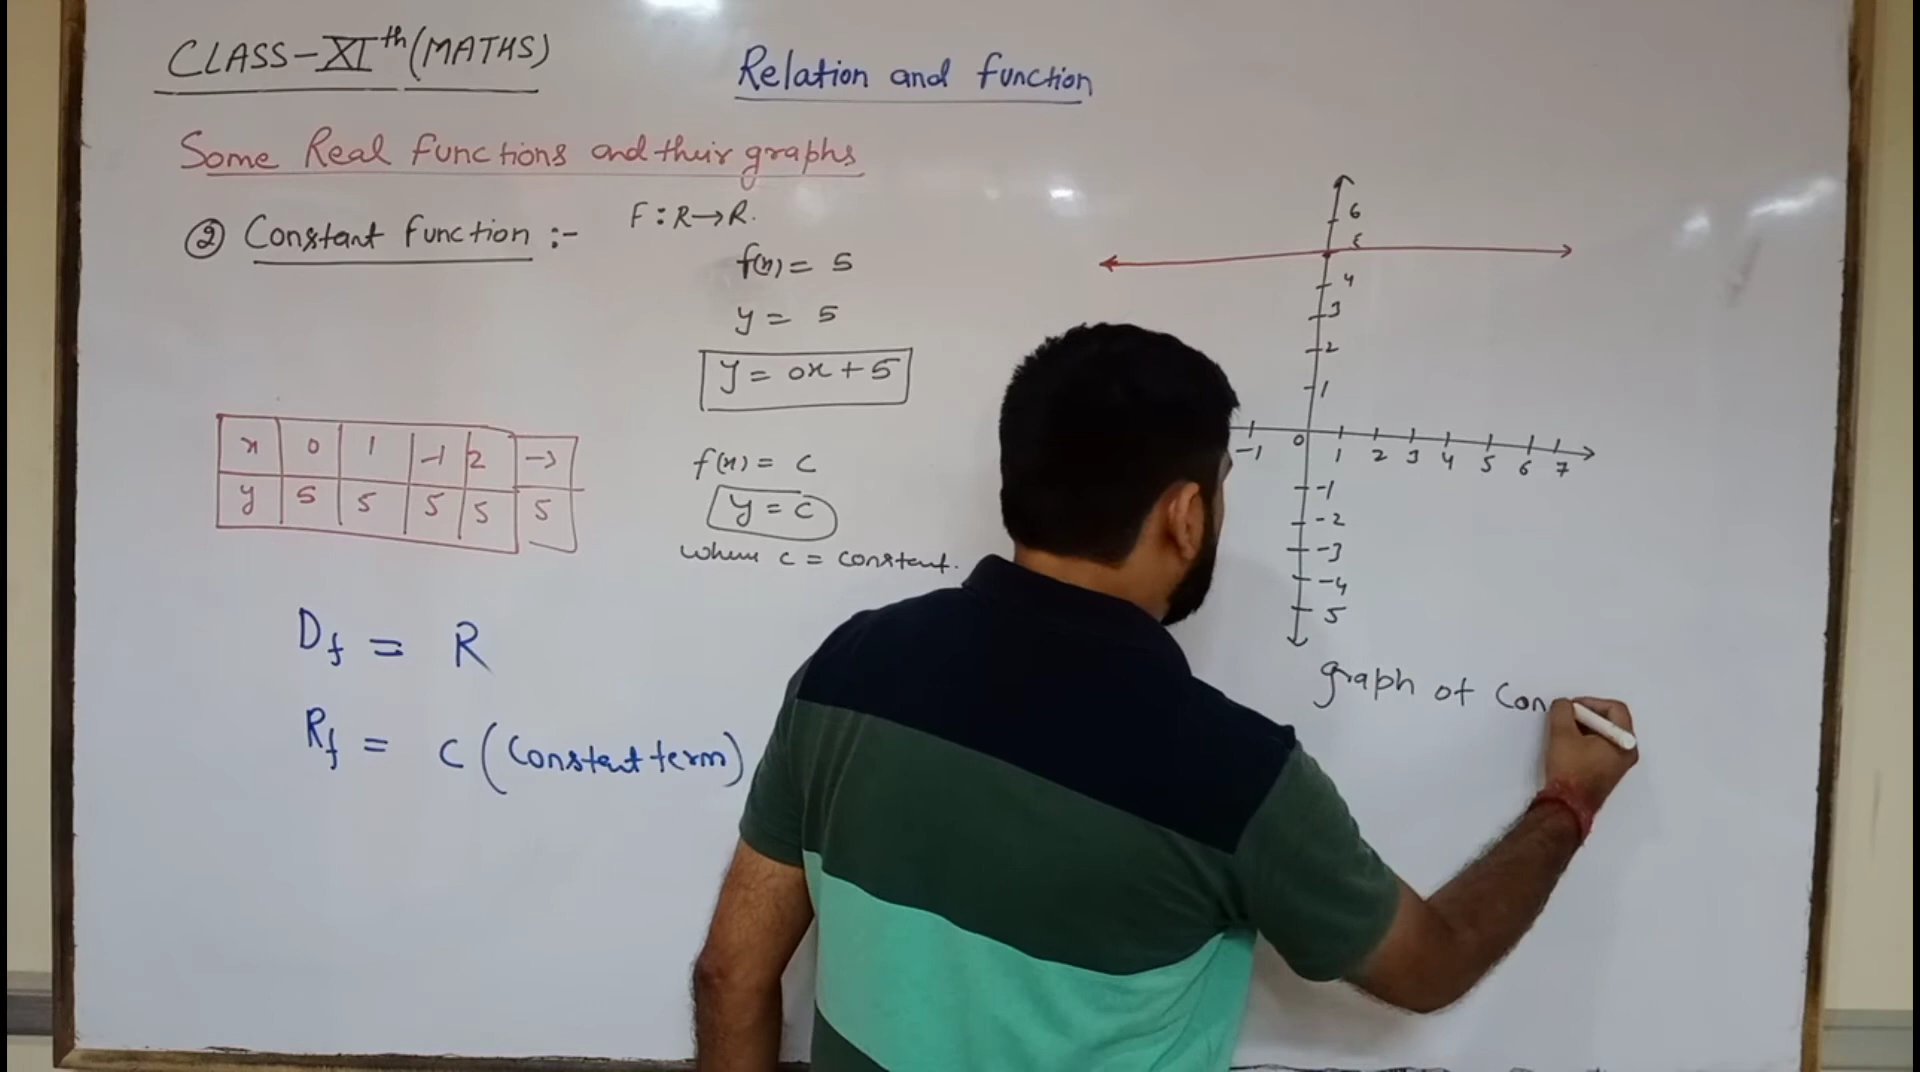 CLASS-XIth (MATHS)
Relation and function
Some Real functions and their graphs
② Constant function :-
F : R→R.
f(x) = 5
y = 5
y = 0x + 5
x 0 1 -1 2 -3
y 5 5 5 5 5
f(x) = c
y = c
where c = constant.
Df = R
Rf = C (Constant term)
6
5
4
3
2
1
-1 0 1 2 3 4 5 6 7
-1
-2
-3
-4
5
graph of Con